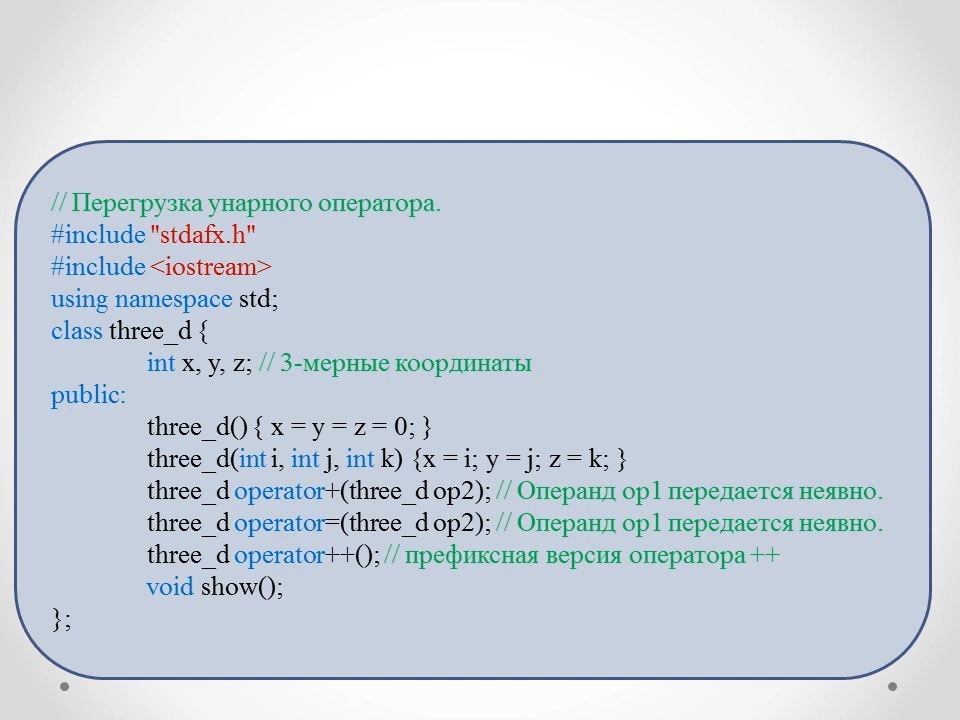 // Перегрузка унарного оператора.
#include "stdafx.h"
#include <iostream>
using namespace std;
class three_d {
int x, y, z; // 3-мерные координаты
public:
three_d() { x = y = z = 0; }
three_d(int i, int j, int k) {x = i; y = j; z = k; }
three_d operator+(three_d op2); // Операнд op1 передается неявно.
three_d operator=(three_d op2); // Операнд op1 передается неявно.
three_d operator++(); // префиксная версия оператора ++
void show();
};